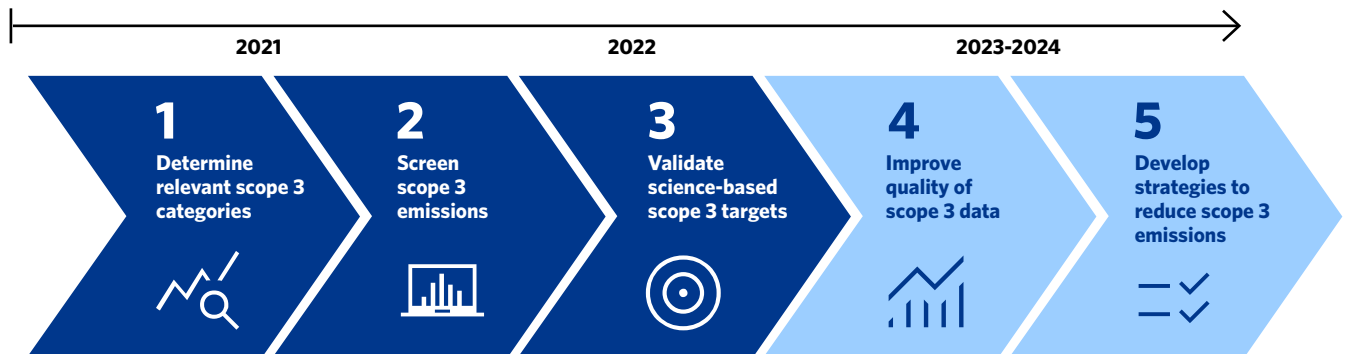 2021
2022
2023-2024
1
Determine
relevant scope 3
categories
2
Screen
scope 3
emissions
3
Validate
science-based
scope 3 targets
4
Improve
quality of
scope 3 data
5
Develop
strategies to
reduce scope 3
emissions